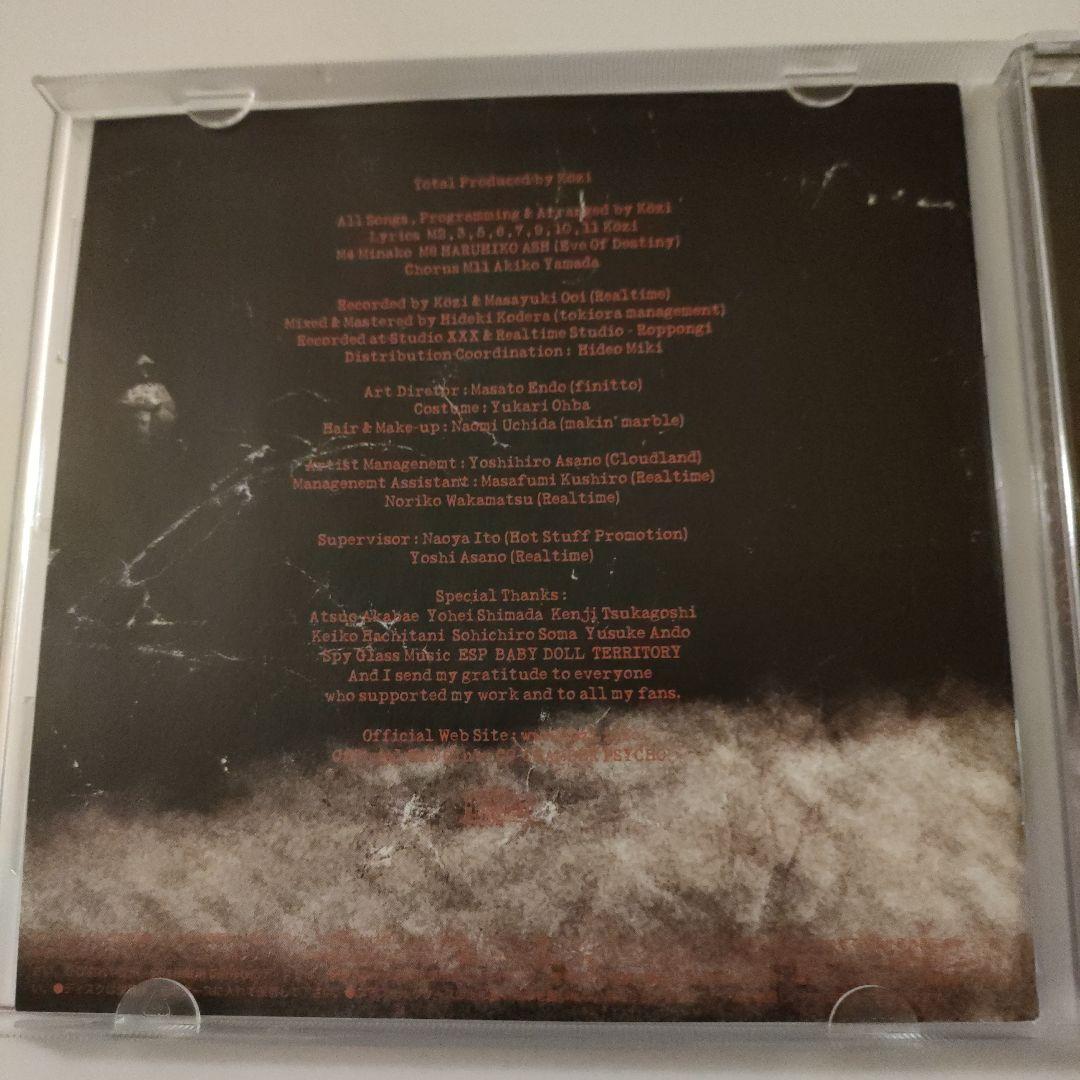 Total Produced by Közi
All Songs, Programming & Arranged by Közi
Lyrics M2,3,5,6,7,9,10,11 Közi
M4 Minako M8 HARUHIKO ASH (Eve Of Destiny)
Chorus M11 Akiko Yamada
Recorded by Közi & Masayuki Ooi (Realtime)
Mixed & Mastered by Hideki Kodera (tokiora management)
Recorded at Studio XXX & Realtime Studio - Roppongi
Distribution Coordination : Hideo Miki
Art Diretor : Masato Endo (finitto)
Costume : Yukari Ohba
Hair & Make-up : Naomi Uchida (makin' marble)
Artist Managenemt : Yoshihiro Asano (Cloudland)
Managenemt Assistant : Masafumi Kushiro (Realtime)
Noriko Wakamatsu (Realtime)
Supervisor : Naoya Ito (Hot Stuff Promotion)
Yoshi Asano (Realtime)
Special Thanks :
Atsuo Akabae Yohei Shimada Kenji Tsukagoshi
Keiko Hachitani Sohichiro Soma Yusuke Ando
Spy Glass Music ESP BABY DOLL TERRITORY
And I send my gratitude to everyone
who supported my work and to all my fans.
Official Web Site :
PSYCHO